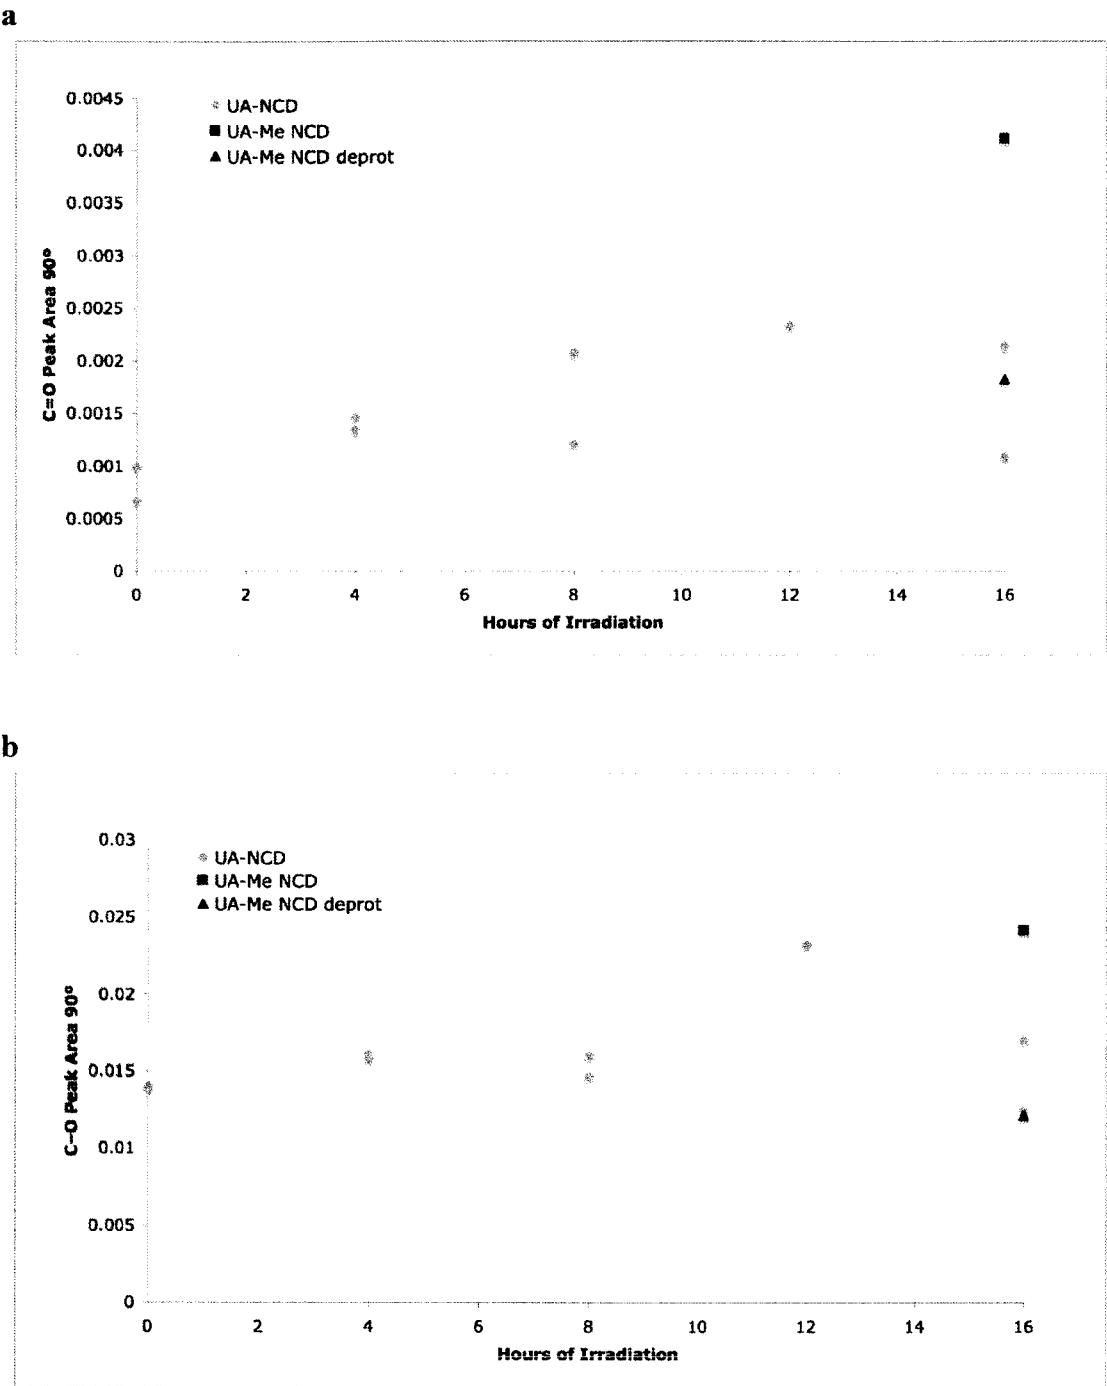 a
0.0045
UA-NCD
0.004
UA-Me NCD
UA-Me NCD deprot
0.0035
0.003
0.0025
0.002
0.0015
0.001
0.0005
0
C=O Peak Area 90°
0 2 4 6 8 10 12 14 16
Hours of Irradiation
b
0.03
UA-NCD
UA-Me NCD
UA-Me NCD deprot
0.025
0.02
0.015
0.01
0.005
0
C–O Peak Area 90°
0 2 4 6 8 10 12 14 16
Hours of Irradiation